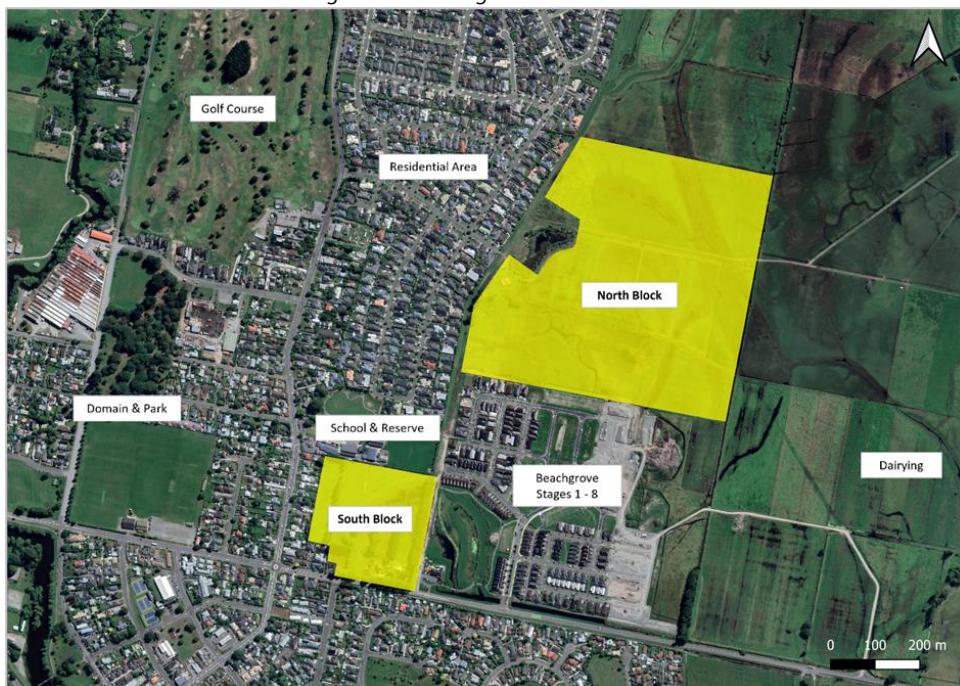 Golf Course
Residential Area
North Block
Domain & Park
School & Reserve
Beachgrove
Stages 1 - 8
Dairying
South Block
0 100 200 m